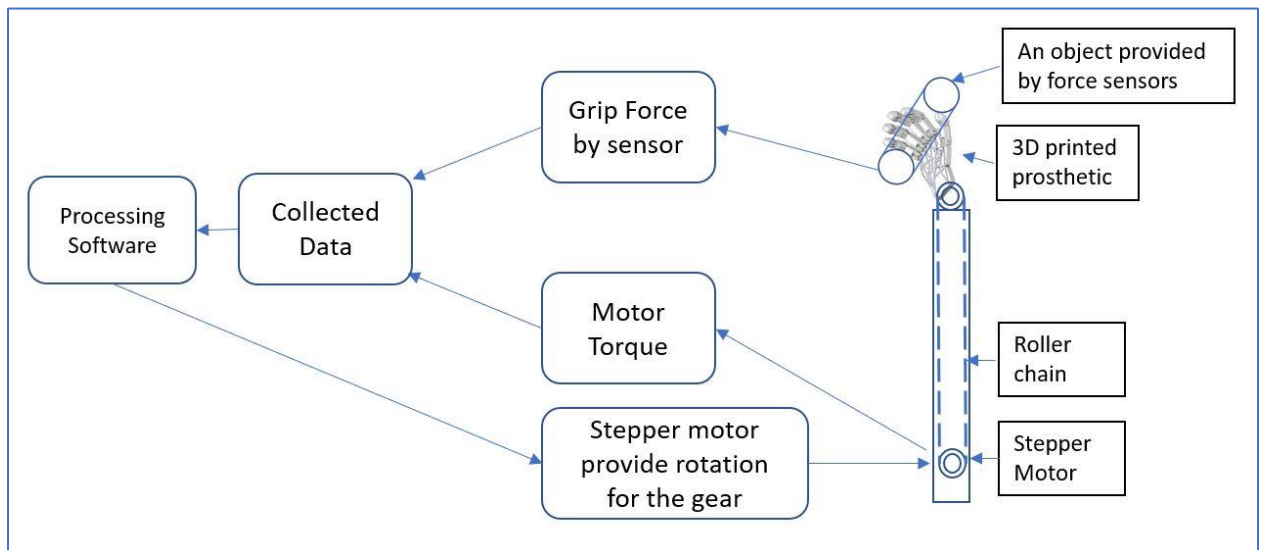 An object provided
by force sensors
Grip Force
by sensor
3D printed
prosthetic
Processing
Software
Collected
Data
Motor
Torque
Roller
chain
Stepper motor
provide rotation
for the gear
Stepper
Motor